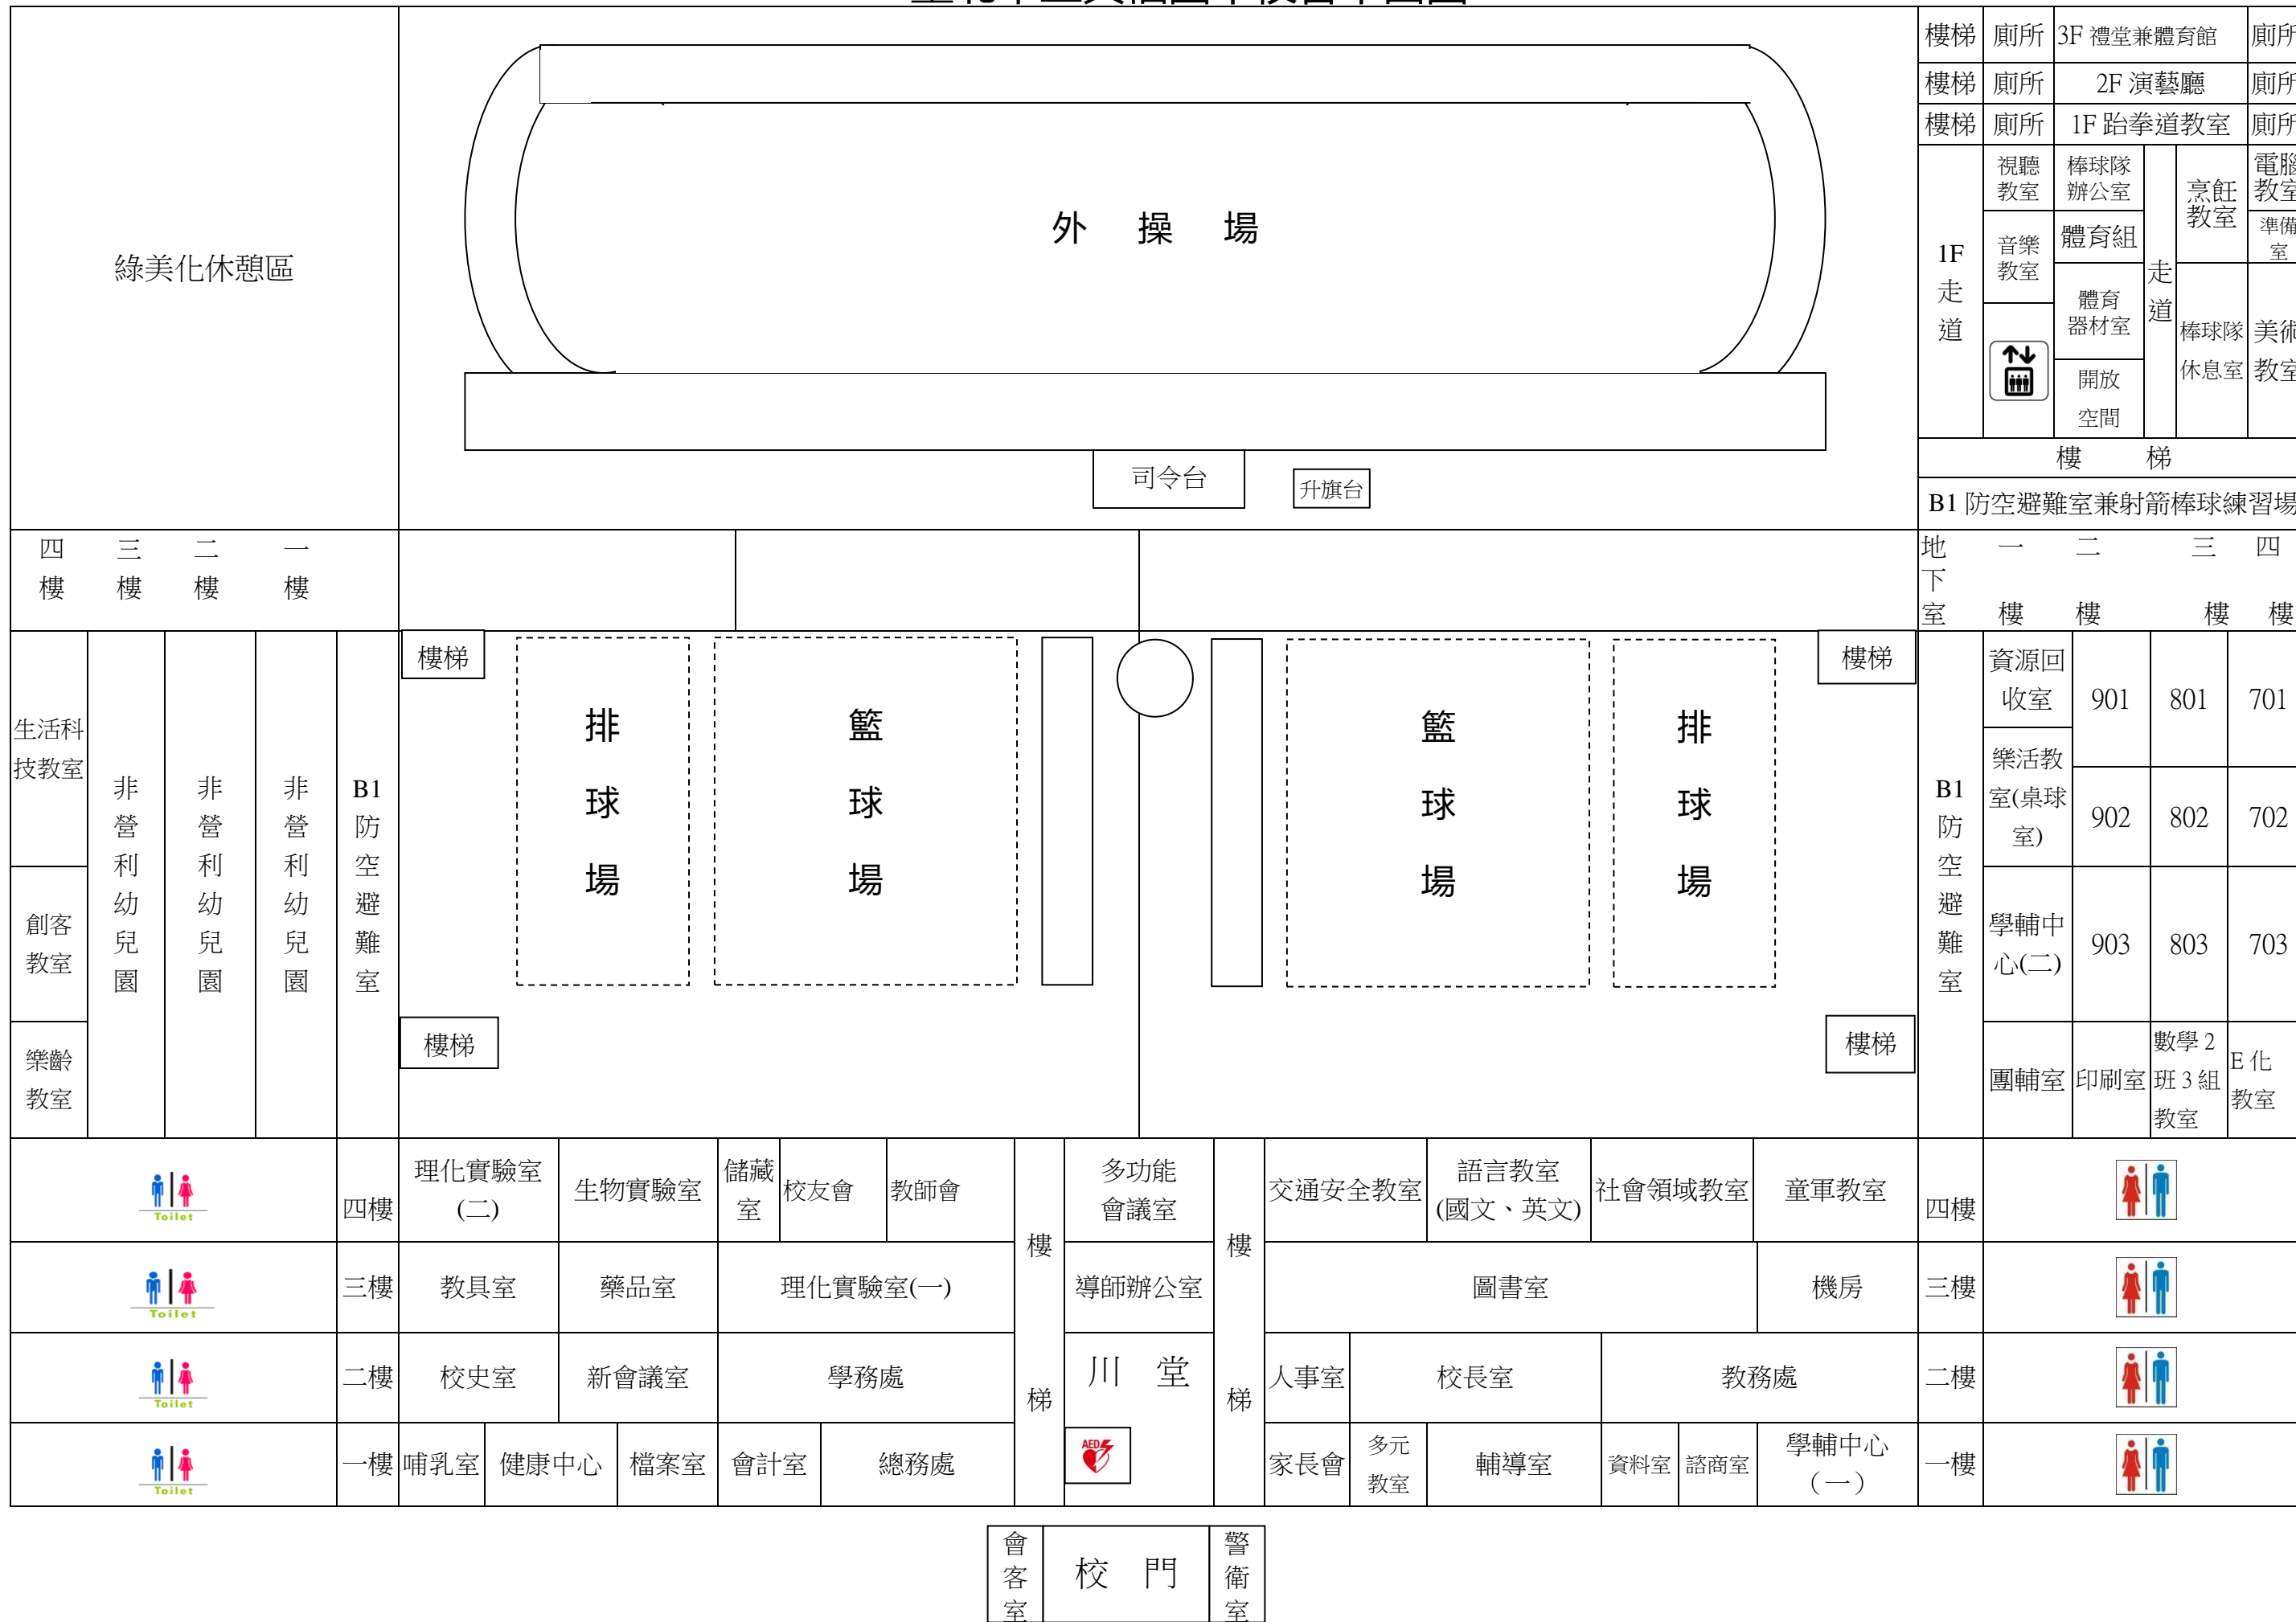 樓梯 廁所 3F 禮堂兼體育館 廁所
樓梯 廁所 2F 演藝廳 廁所
樓梯 廁所 1F 跆拳道教室 廁所
1F
走
道
視聽
教室
音樂
教室
棒球隊
辦公室
體育組
體育
器材室
開放
空間
走
道
烹飪
教室
棒球隊
休息室
電腦
教室
準備
室
美術
教室
樓 梯
B1 防空避難室兼射箭棒球練習場
綠美化休憩區
外 操 場
司令台
升旗台
四 三 二 一
樓 樓 樓 樓
地
下
室
一 二 三 四
樓 樓 樓 樓
生活科
技教室
創客
教室
樂齡
教室
非
營
利
幼
兒
園
非
營
利
幼
兒
園
非
營
利
幼
兒
園
B1
防
空
避
難
室
樓梯
樓梯
排
球
場
籃
球
場
籃
球
場
排
球
場
樓梯
樓梯
B1
防
空
避
難
室
資源回
收室
樂活教
室(桌球
室)
學輔中
心(二)
團輔室
901 801 701
902 802 702
903 803 703
印刷室
數學 2
班 3 組
教室
E 化
教室
Toilet
四樓
理化實驗室
(二)
生物實驗室
儲藏
室
校友會
教師會
樓
梯
多功能
會議室
樓
梯
交通安全教室
語言教室
(國文、英文)
社會領域教室
童軍教室
四樓
Toilet
三樓 教具室 藥品室 理化實驗室(一) 導師辦公室 圖書室 機房 三樓
Toilet
二樓 校史室 新會議室 學務處 川 堂 人事室 校長室 教務處 二樓
Toilet
一樓 哺乳室 健康中心 檔案室 會計室 總務處
AED
家長會
多元
教室
輔導室 資料室 諮商室
學輔中心
(一)
一樓
會
客
室
校 門
警
衛
室